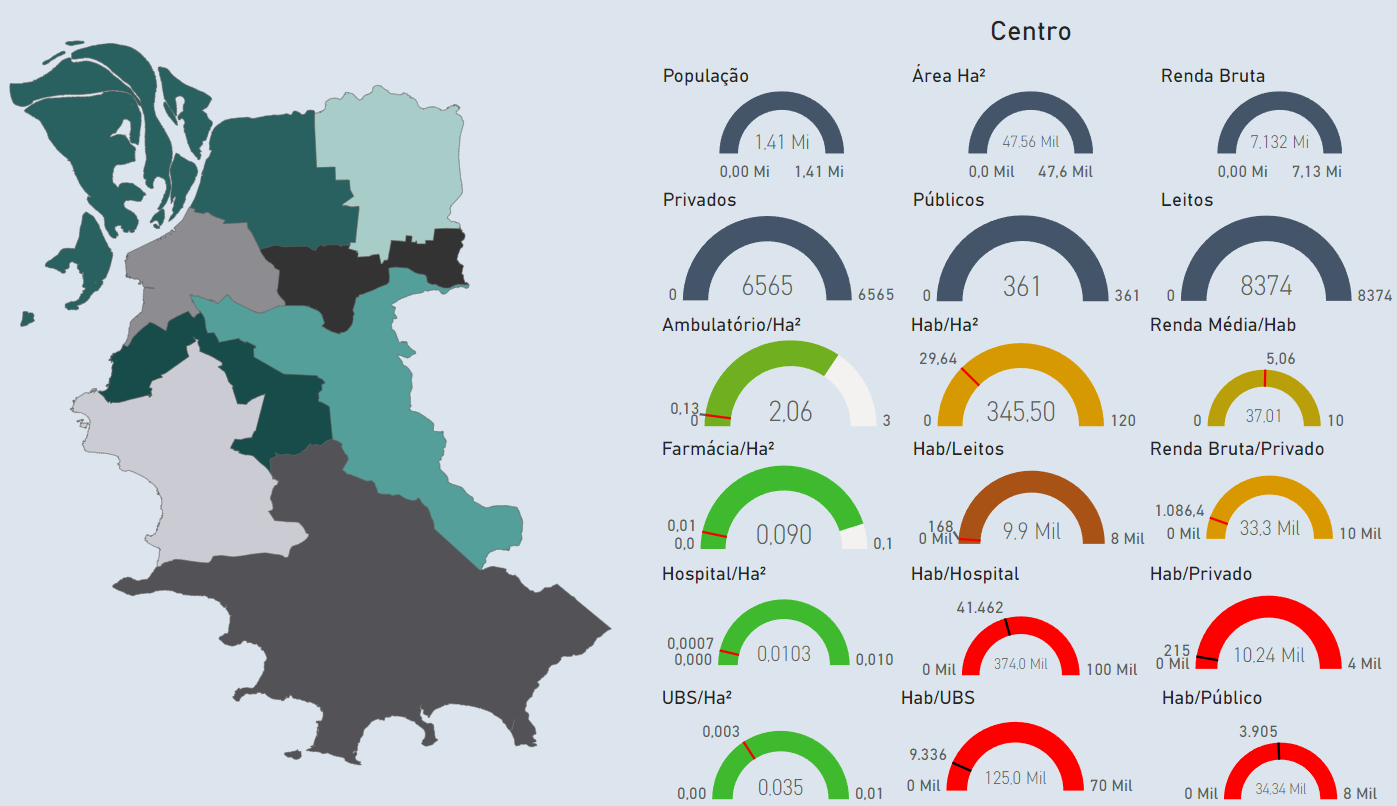 Centro
População
Área Ha²
Renda Bruta
1,41 Mi
0,00 Mi
1,41 Mi
47,56 Mil
0,0 Mil
47,6 Mil
7,132 Mi
0,00 Mi
7,13 Mi
Privados
Públicos
Leitos
6565
0
6565
361
0
361
8374
0
8374
Ambulatório/Ha²
Hab/Ha²
Renda Média/Hab
0,13
0
2,06
3
29,64
0
345,50
120
5,06
0
37,01
10
Farmácia/Ha²
Hab/Leitos
Renda Bruta/Privado
0,01
0,0
0,090
0,1
168
0 Mil
9.9 Mil
8 Mil
1.086,4
0 Mil
33,3 Mil
10 Mil
Hospital/Ha²
Hab/Hospital
Hab/Privado
0,0007
0,000
0,0103
0,010
41.462
0 Mil
374,0 Mil
100 Mil
215
0 Mil
10,24 Mil
4 Mil
UBS/Ha²
Hab/UBS
Hab/Público
0,003
0,00
0,035
0,01
9.336
0 Mil
125,0 Mil
70 Mil
3.905
0 Mil
34,34 Mil
8 Mil